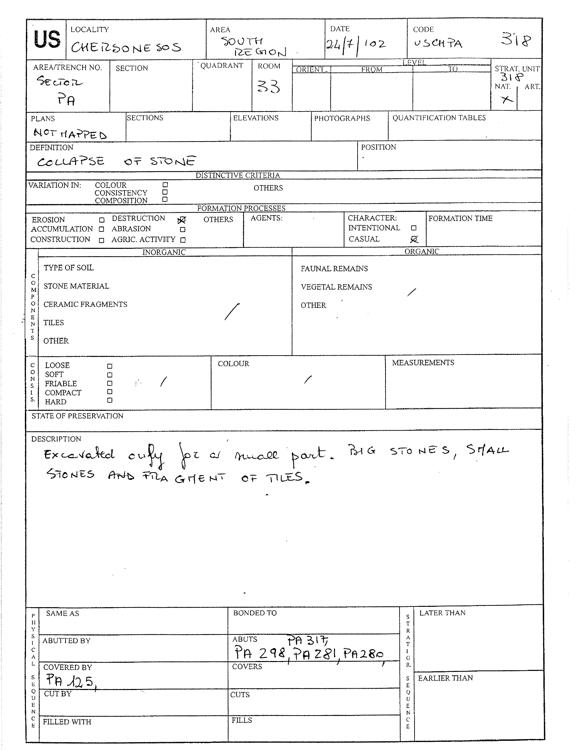 US LOCALITY AREA DATE CODE
CHERSONESOS SOUTH REGION 24/7/102 USCHPA 318
AREA/TRENCH NO. SECTION QUADRANT ROOM LEVEL STRAT. UNIT
ORIENT. FROM TO
SECTOR PA 33 318
NAT. ART.
X
PLANS SECTIONS ELEVATIONS PHOTOGRAPHS QUANTIFICATION TABLES
NOT MAPPED
DEFINITION POSITION
COLLAPSE OF STONE
DISTINCTIVE CRITERIA
VARIATION IN: COLOUR OTHERS
CONSISTENCY
COMPOSITION
FORMATION PROCESSES
EROSION DESTRUCTION X OTHERS AGENTS: CHARACTER: FORMATION TIME
ACCUMULATION ABRASION INTENTIONAL
CONSTRUCTION AGRIC. ACTIVITY CASUAL X
COMPONENTS
INORGANIC ORGANIC
TYPE OF SOIL FAUNAL REMAINS
STONE MATERIAL VEGETAL REMAINS /
CERAMIC FRAGMENTS / OTHER
TILES
OTHER
CONSIS.
LOOSE COLOUR MEASUREMENTS
SOFT
FRIABLE / /
COMPACT
HARD
STATE OF PRESERVATION
DESCRIPTION
Excavated only for a small part. BIG STONES, SMALL
STONES AND FRAGMENT OF TILES.
PHYSICAL SEQUENCE
STRATIGR. SEQUENCE
SAME AS BONDED TO LATER THAN
ABUTTED BY ABUTS PA 317,
PA 298, PA 281, PA 280,
COVERED BY COVERS EARLIER THAN
PA 125,
CUT BY CUTS
FILLED WITH FILLS